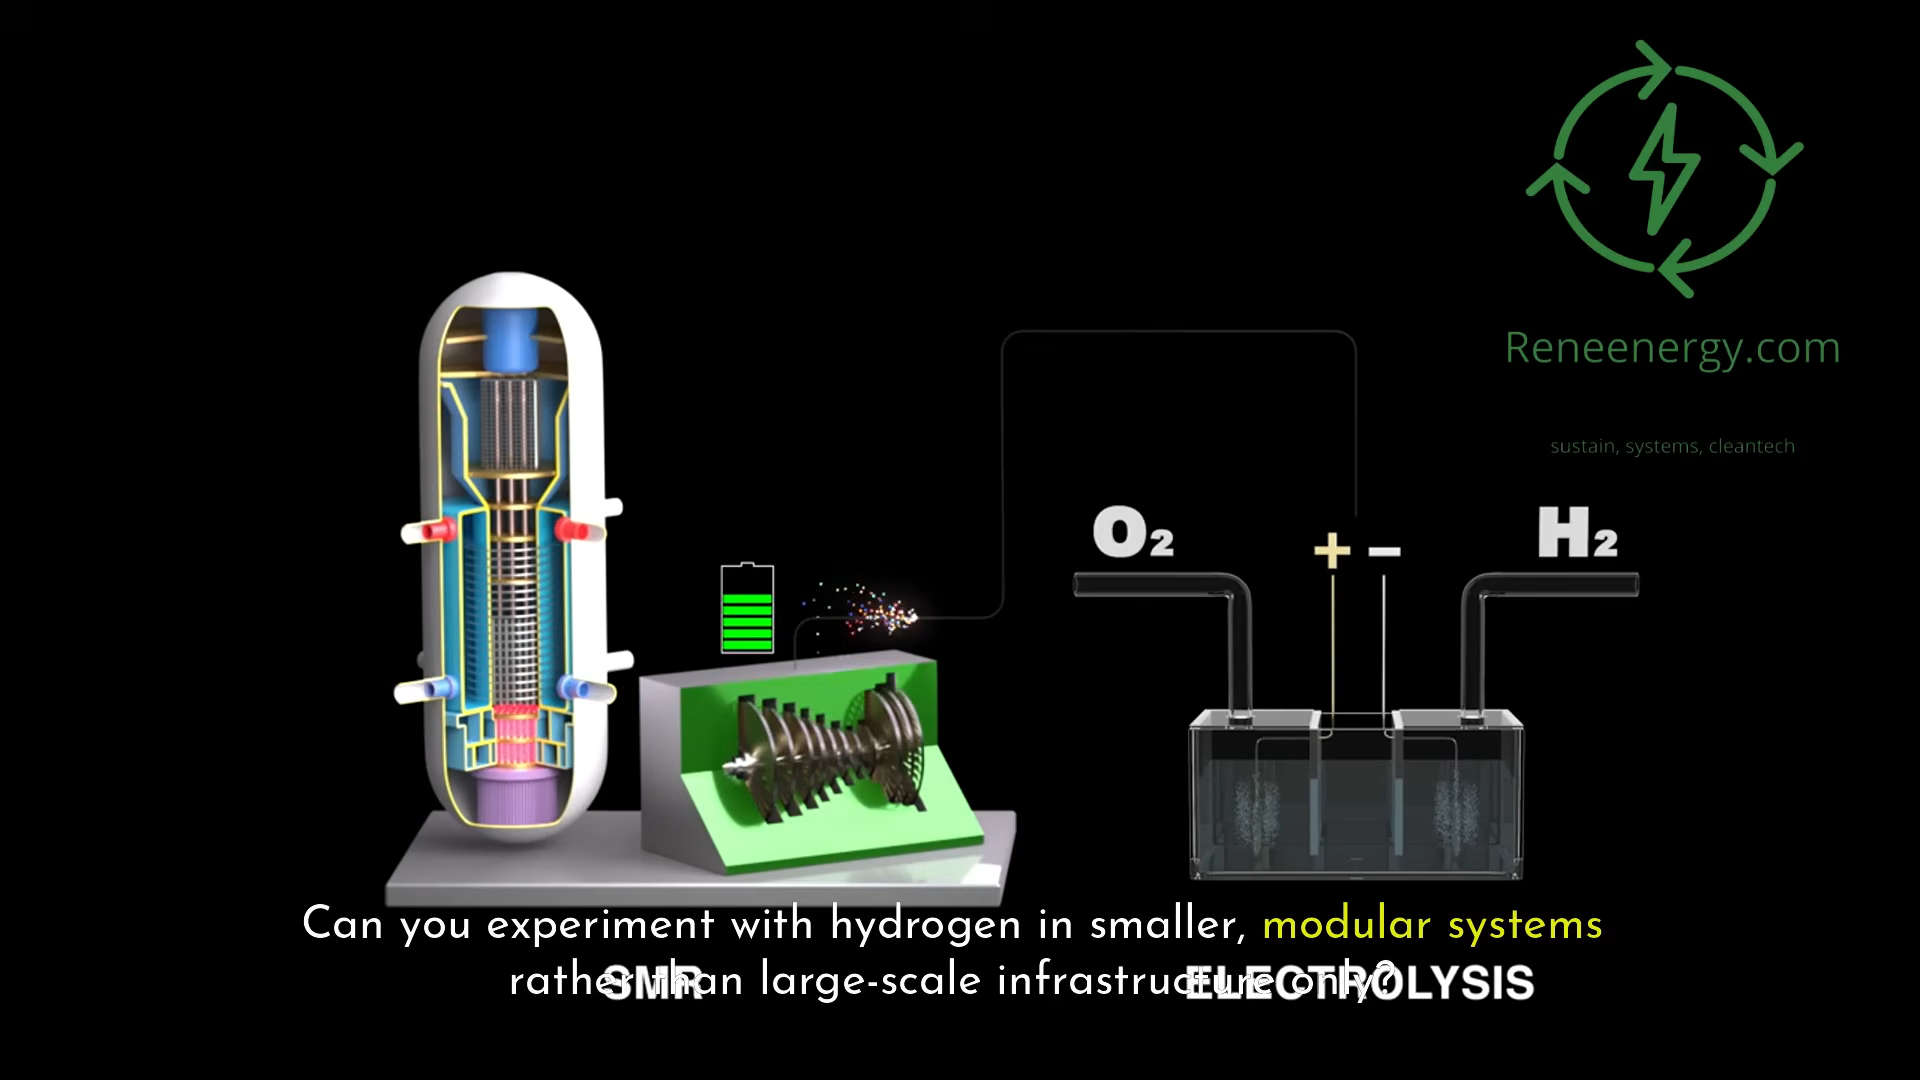 Reneenergy.com
sustain, systems, cleantech
O₂
+ −
H₂
Can you experiment with hydrogen in smaller, modular systems
rather than large-scale infrastructure only?
SMR
ELECTROLYSIS